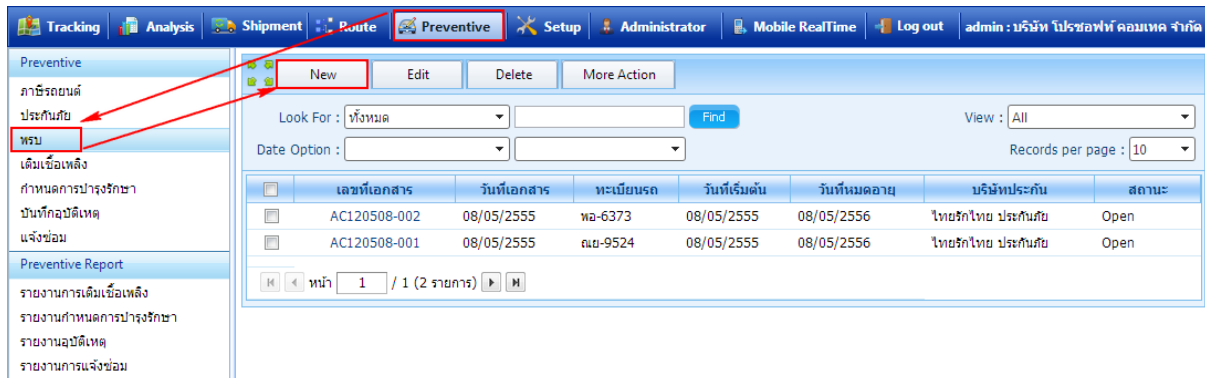 Tracking Analysis Shipment Route Preventive Setup Administrator Mobile RealTime Log out admin : บริษัท โปรซอฟท์ คอมเทค จำกัด
Preventive
ภาษีรถยนต์
ประกันภัย
พรบ
เติมเชื้อเพลิง
กำหนดการบำรุงรักษา
บันทึกอุบัติเหตุ
แจ้งซ่อม
Preventive Report
รายงานการเติมเชื้อเพลิง
รายงานกำหนดการบำรุงรักษา
รายงานอุบัติเหตุ
รายงานการแจ้งซ่อม
New Edit Delete More Action
Look For : ทั้งหมด Find View : All
Date Option : Records per page : 10
เลขที่เอกสาร วันที่เอกสาร ทะเบียนรถ วันที่เริ่มต้น วันที่หมดอายุ บริษัทประกัน สถานะ
AC120508-002 08/05/2555 พอ-6373 08/05/2555 08/05/2556 ไทยรักไทย ประกันภัย Open
AC120508-001 08/05/2555 ณย-9524 08/05/2555 08/05/2556 ไทยรักไทย ประกันภัย Open
หน้า 1 / 1 (2 รายการ)